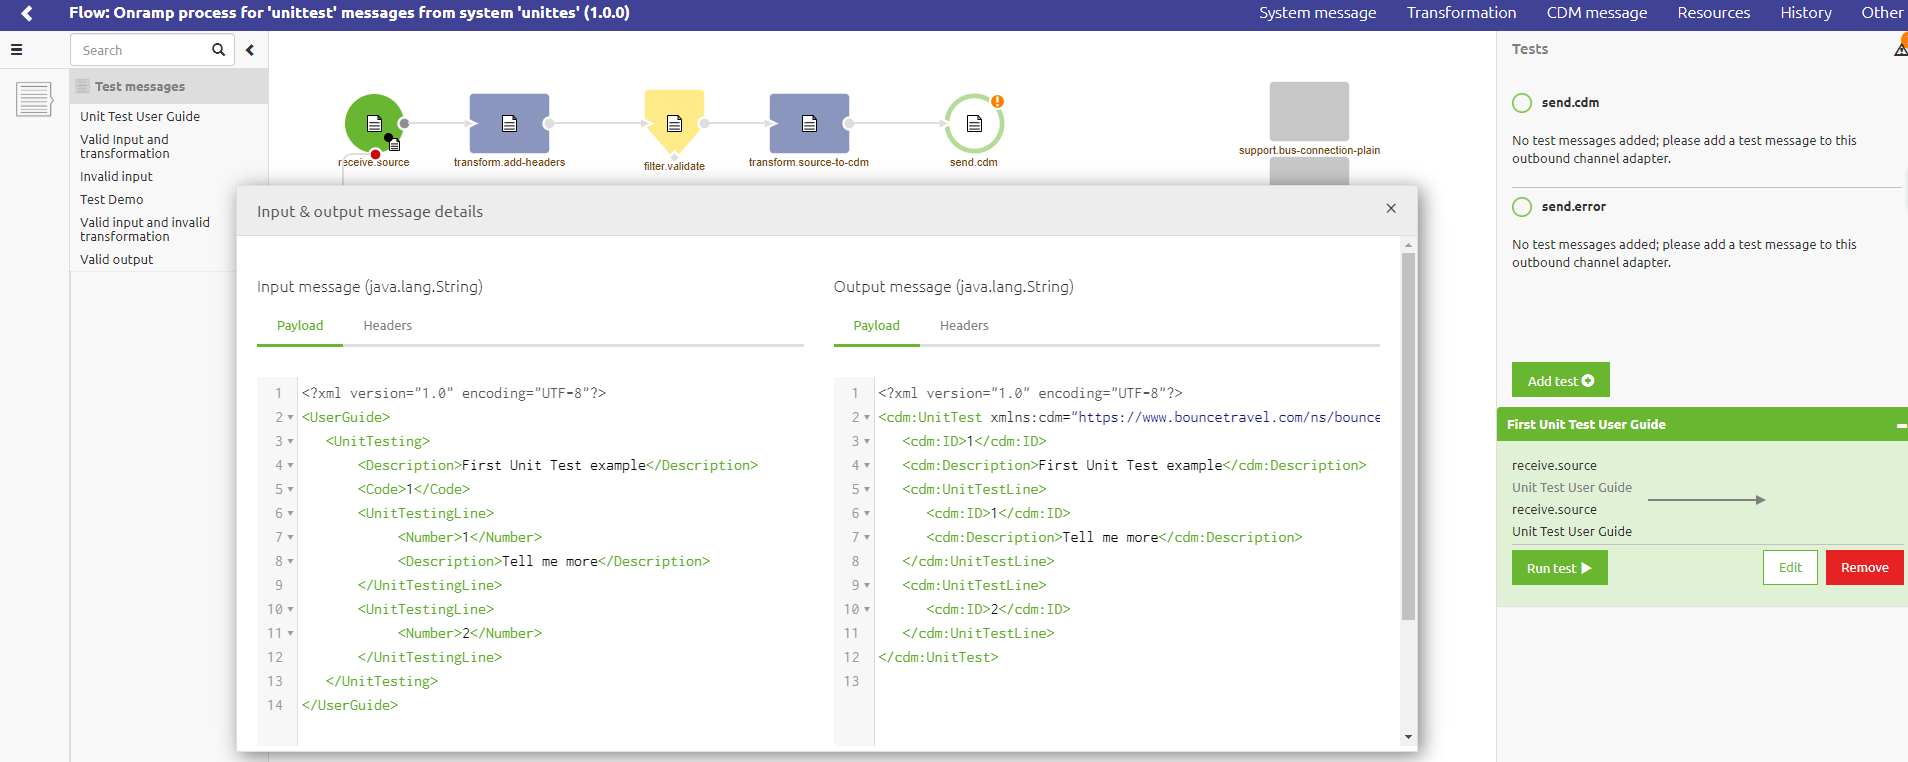 Flow: Onramp process for 'unittest' messages from system 'unittes' (1.0.0)
System message
Transformation
CDM message
Resources
History
Other
Search
Test messages
Unit Test User Guide
Valid Input and
transformation
Invalid input
Test Demo
Valid input and invalid
transformation
Valid output
receive.source
transform.add-headers
filter.validate
transform.source-to-cdm
send.cdm
support.bus-connection-plain
Input & output message details
×
Input message (java.lang.String)
Payload
Headers
1 <?xml version="1.0" encoding="UTF-8"?>
2 <UserGuide>
3 <UnitTesting>
4 <Description>First Unit Test example</Description>
5 <Code>1</Code>
6 <UnitTestingLine>
7 <Number>1</Number>
8 <Description>Tell me more</Description>
9 </UnitTestingLine>
10 <UnitTestingLine>
11 <Number>2</Number>
12 </UnitTestingLine>
13 </UnitTesting>
14 </UserGuide>
Output message (java.lang.String)
Payload
Headers
1 <?xml version="1.0" encoding="UTF-8"?>
2 <cdm:UnitTest xmlns:cdm="https://www.bouncetravel.com/ns/bounce
3 <cdm:ID>1</cdm:ID>
4 <cdm:Description>First Unit Test example</cdm:Description>
5 <cdm:UnitTestLine>
6 <cdm:ID>1</cdm:ID>
7 <cdm:Description>Tell me more</cdm:Description>
8 </cdm:UnitTestLine>
9 <cdm:UnitTestLine>
10 <cdm:ID>2</cdm:ID>
11 </cdm:UnitTestLine>
12 </cdm:UnitTest>
13
Tests
send.cdm
No test messages added; please add a test message to this
outbound channel adapter.
send.error
No test messages added; please add a test message to this
outbound channel adapter.
Add test
First Unit Test User Guide
receive.source
Unit Test User Guide
receive.source
Unit Test User Guide
Run test
Edit
Remove